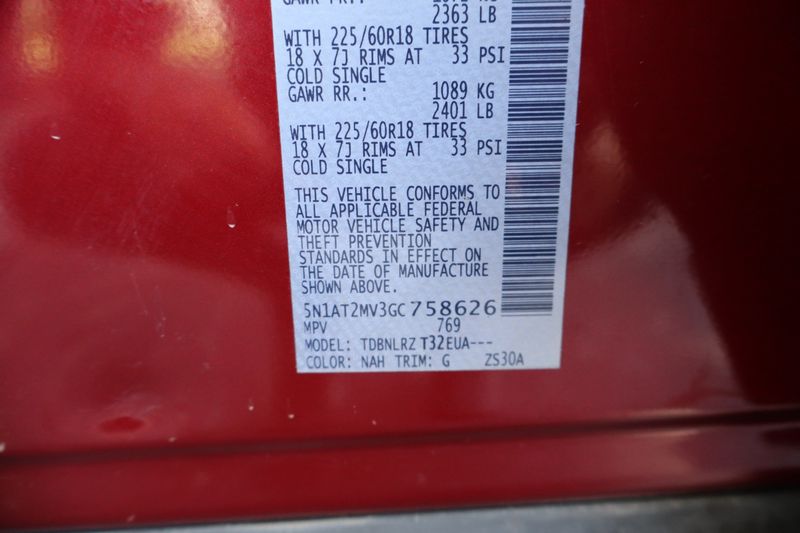 GAWR FRT.:
2363 LB
WITH 225/60R18 TIRES
18 X 7J RIMS AT 33 PSI
COLD SINGLE
GAWR RR.: 1089 KG
2401 LB
WITH 225/60R18 TIRES
18 X 7J RIMS AT 33 PSI
COLD SINGLE
THIS VEHICLE CONFORMS TO
ALL APPLICABLE FEDERAL
MOTOR VEHICLE SAFETY AND
THEFT PREVENTION
STANDARDS IN EFFECT ON
THE DATE OF MANUFACTURE
SHOWN ABOVE.
5N1AT2MV3GC758626
MPV 769
MODEL: TDBNLRZ T32EUA---
COLOR: NAH TRIM: G ZS30A